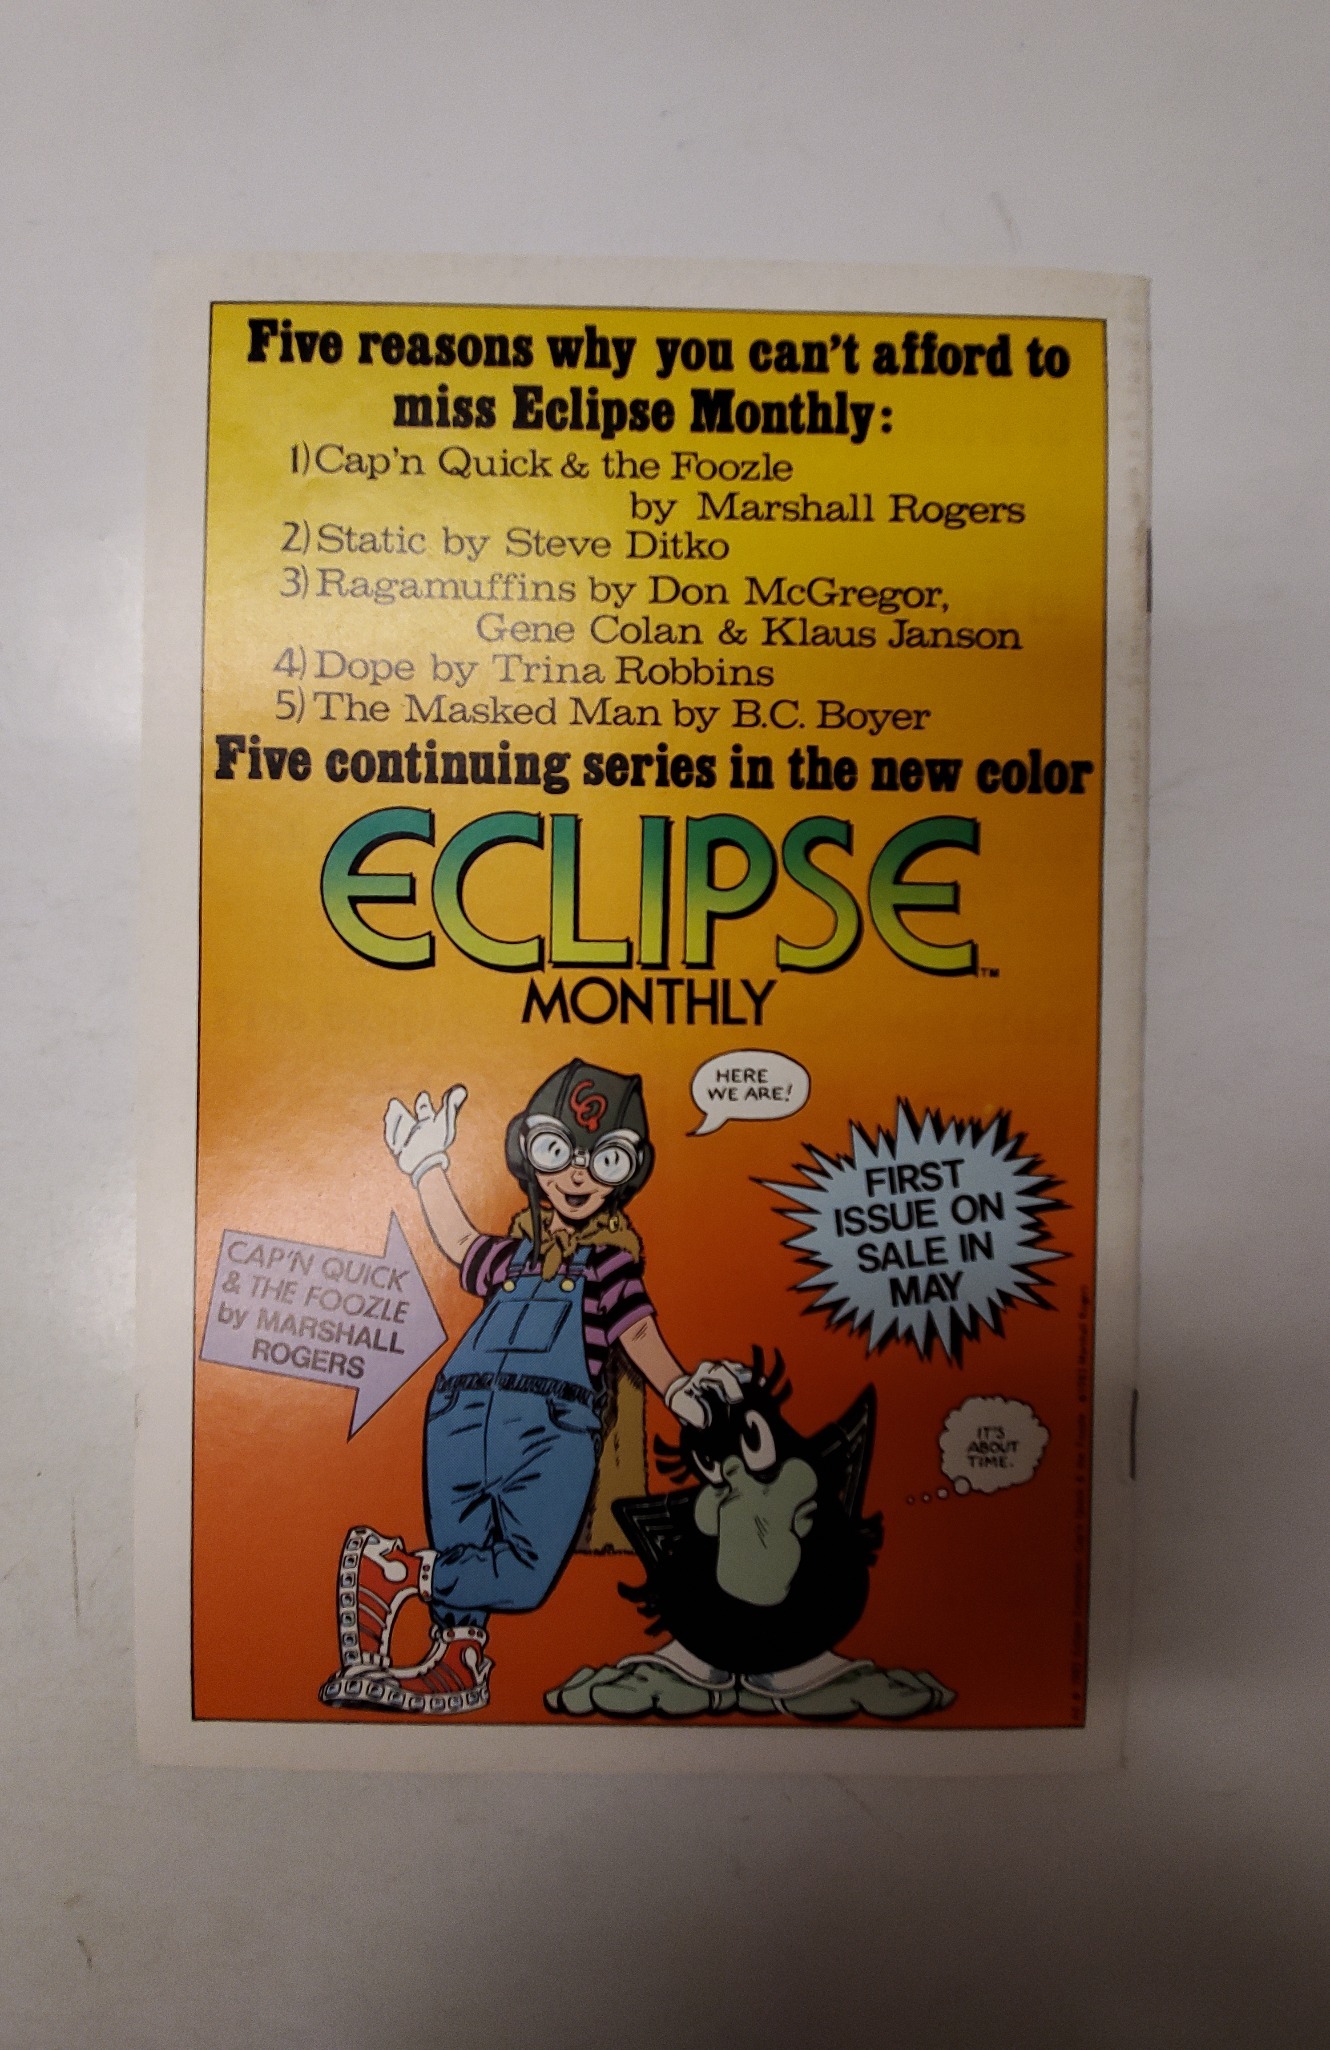 Five reasons why you can't afford to
miss Eclipse Monthly:
1) Cap'n Quick & the Foozle
by Marshall Rogers
2) Static by Steve Ditko
3) Ragamuffins by Don McGregor,
Gene Colan & Klaus Janson
4) Dope by Trina Robbins
5) The Masked Man by B.C. Boyer
Five continuing series in the new color
ECLIPSE
TM
MONTHLY
HERE
WE ARE!
CQ
FIRST
ISSUE ON
SALE IN
MAY
CAP'N QUICK
& THE FOOZLE
by MARSHALL
ROGERS
IT'S
ABOUT
TIME.